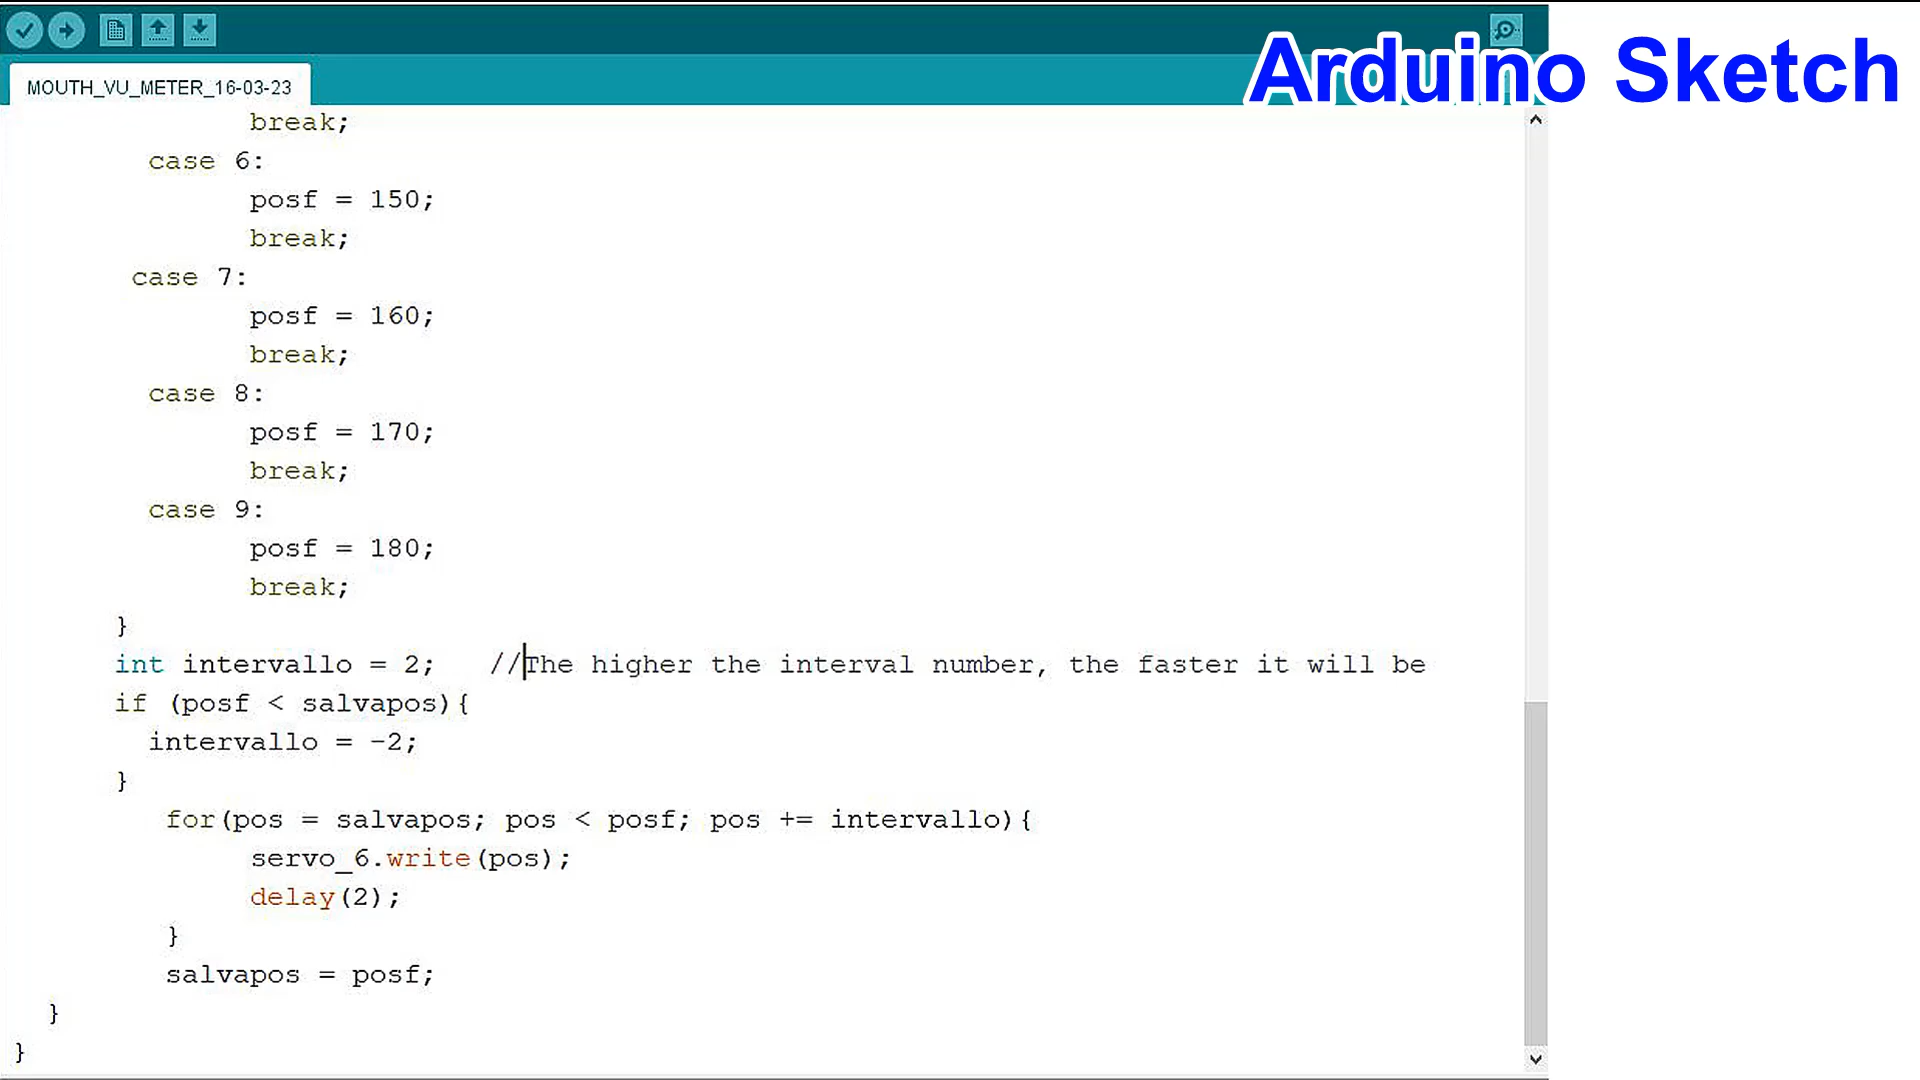 Arduino Sketch
MOUTH_VU_METER_16-03-23
break;
case 6:
posf = 150;
break;
case 7:
posf = 160;
break;
case 8:
posf = 170;
break;
case 9:
posf = 180;
break;
}
int intervallo = 2; //The higher the interval number, the faster it will be
if (posf < salvapos){
intervallo = -2;
}
for(pos = salvapos; pos < posf; pos += intervallo){
servo_6.write(pos);
delay(2);
}
salvapos = posf;
}
}